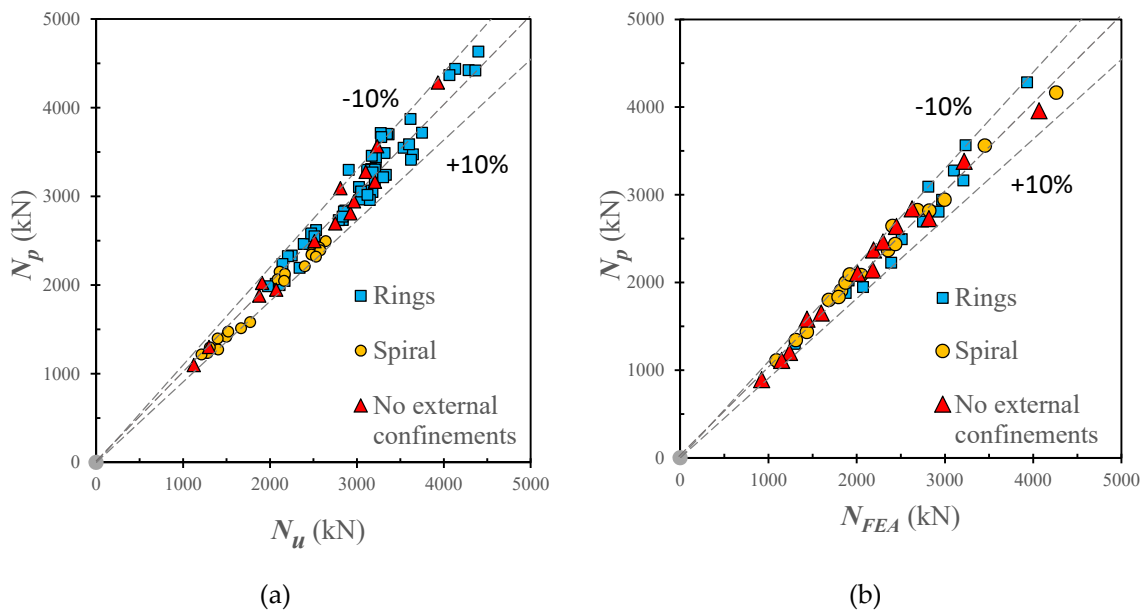 5000
4000
3000
2000
1000
0
N_p (kN)
-10%
+10%
Rings
Spiral
No external
confinements
0 1000 2000 3000 4000 5000
N_u (kN)
(a)
5000
4000
3000
2000
1000
0
N_p (kN)
-10%
+10%
Rings
Spiral
No external
confinements
0 1000 2000 3000 4000 5000
N_FEA (kN)
(b)